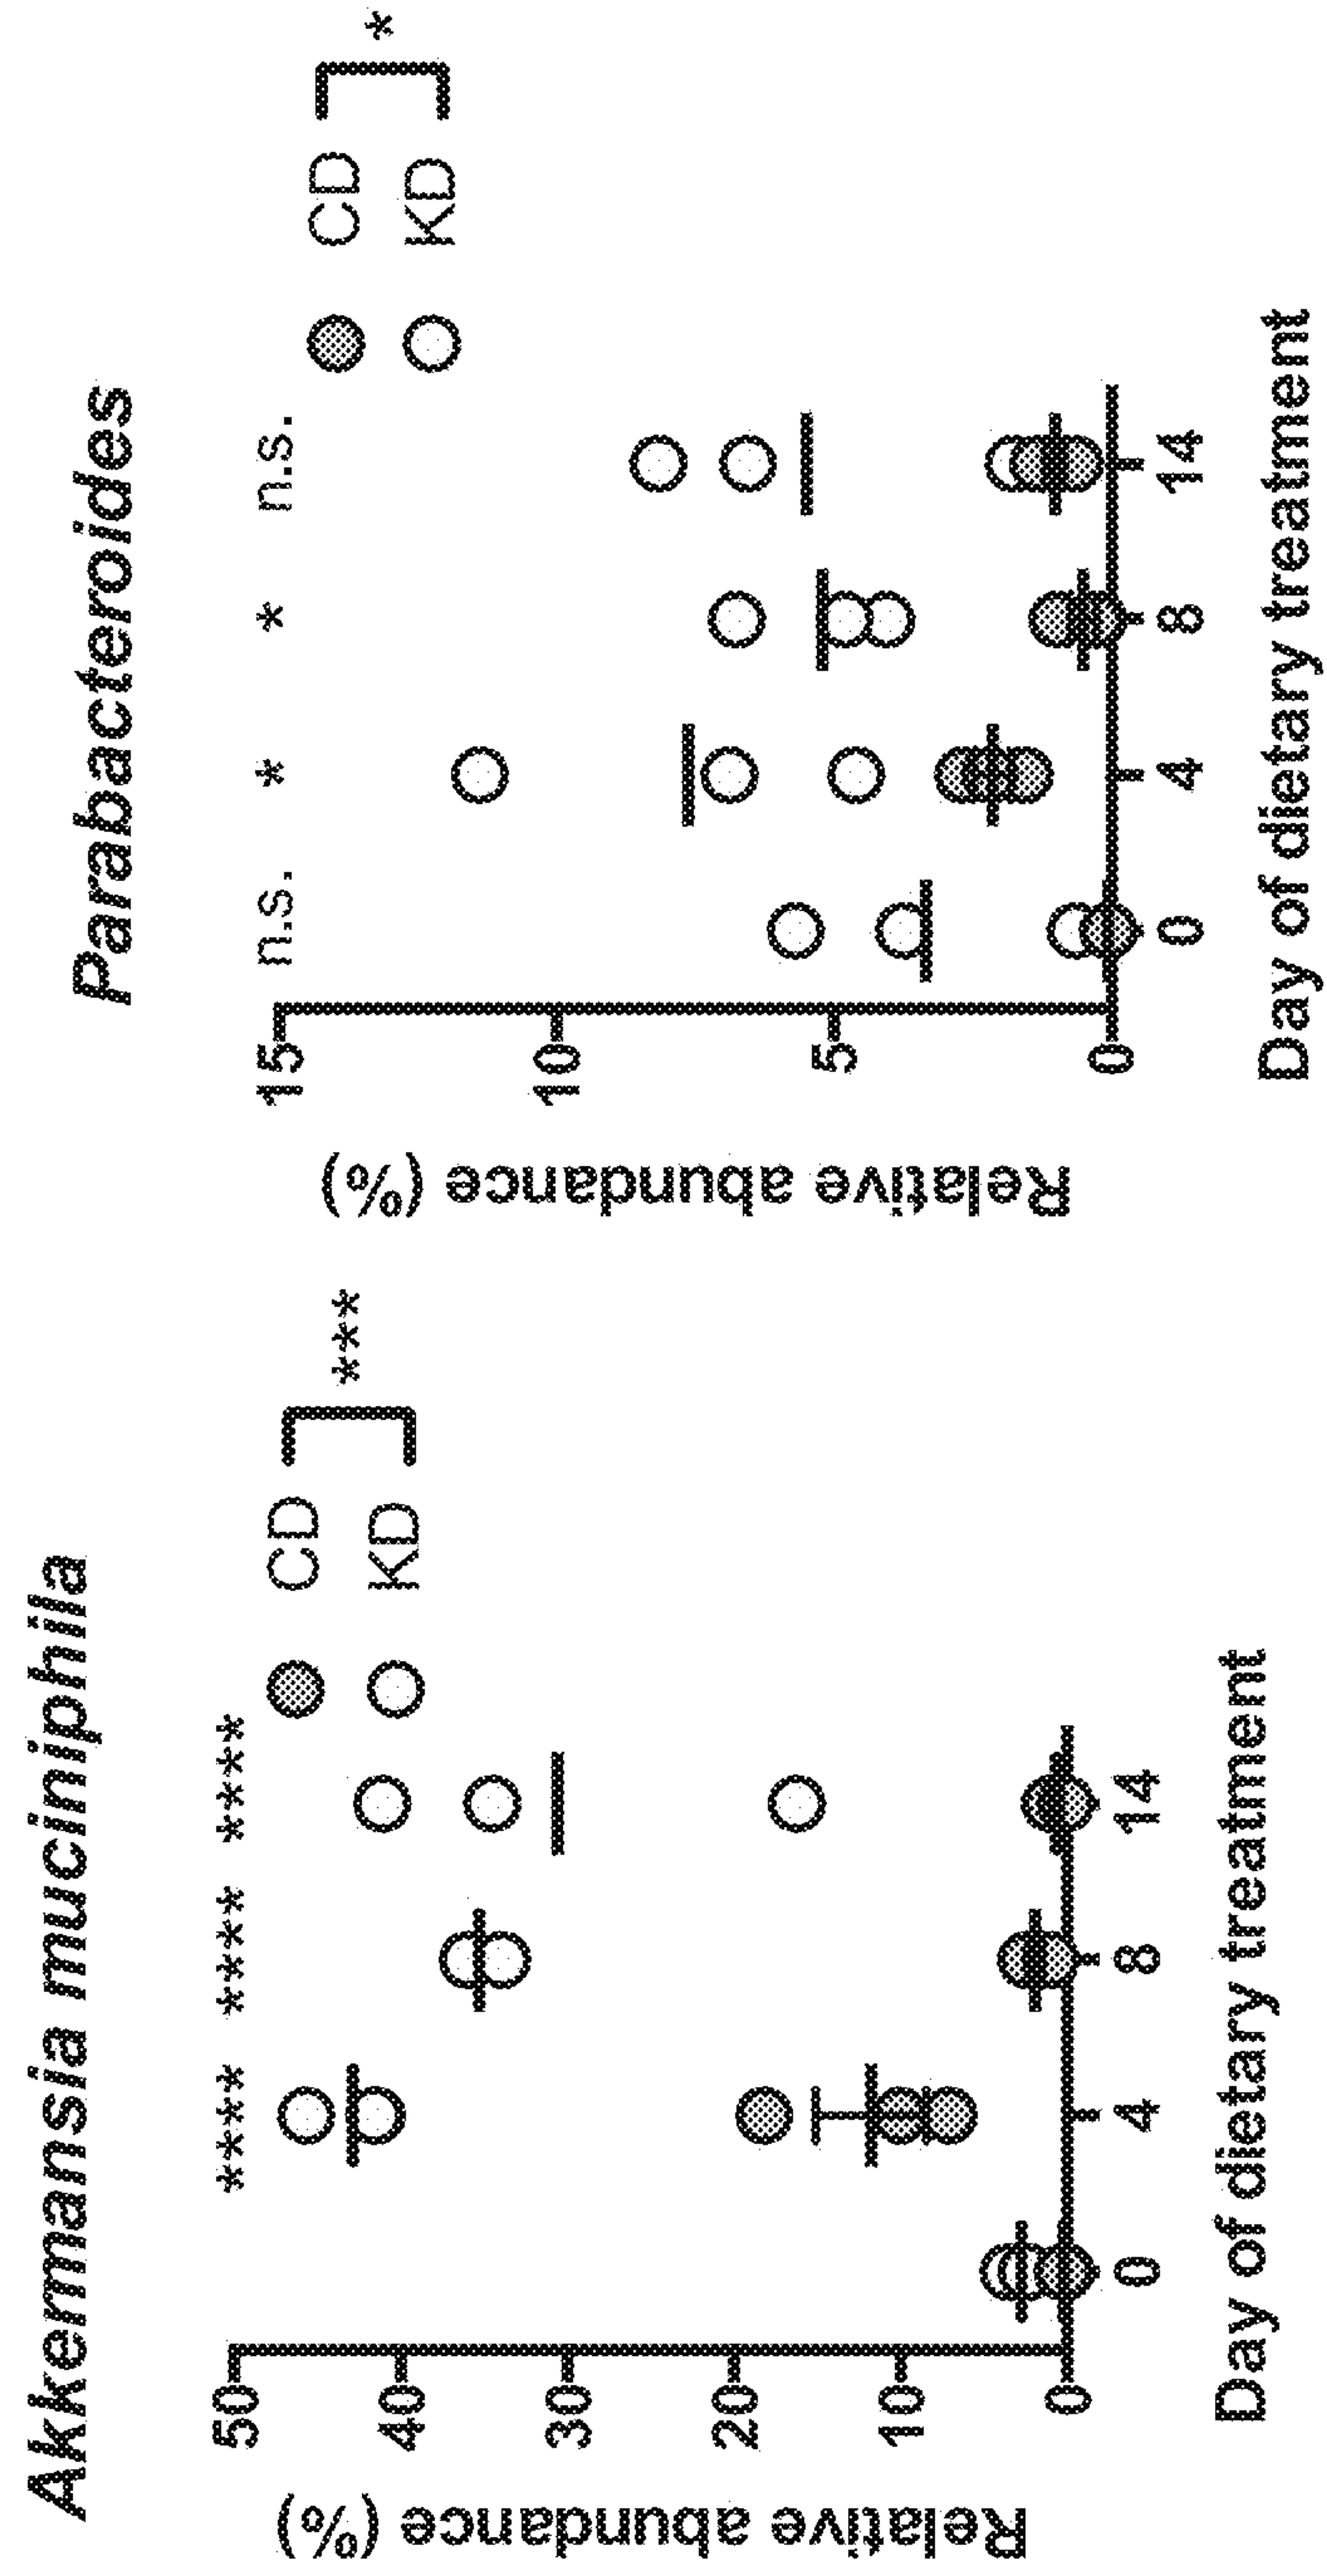 Akkermansia muciniphila
****
****
****
CD
KD
***
Relative abundance (%)
50
40
30
20
10
0
0
4
8
14
Day of dietary treatment
Parabacteroides
n.s.
*
*
n.s.
CD
KD
*
Relative abundance (%)
15
10
5
0
0
4
8
14
Day of dietary treatment